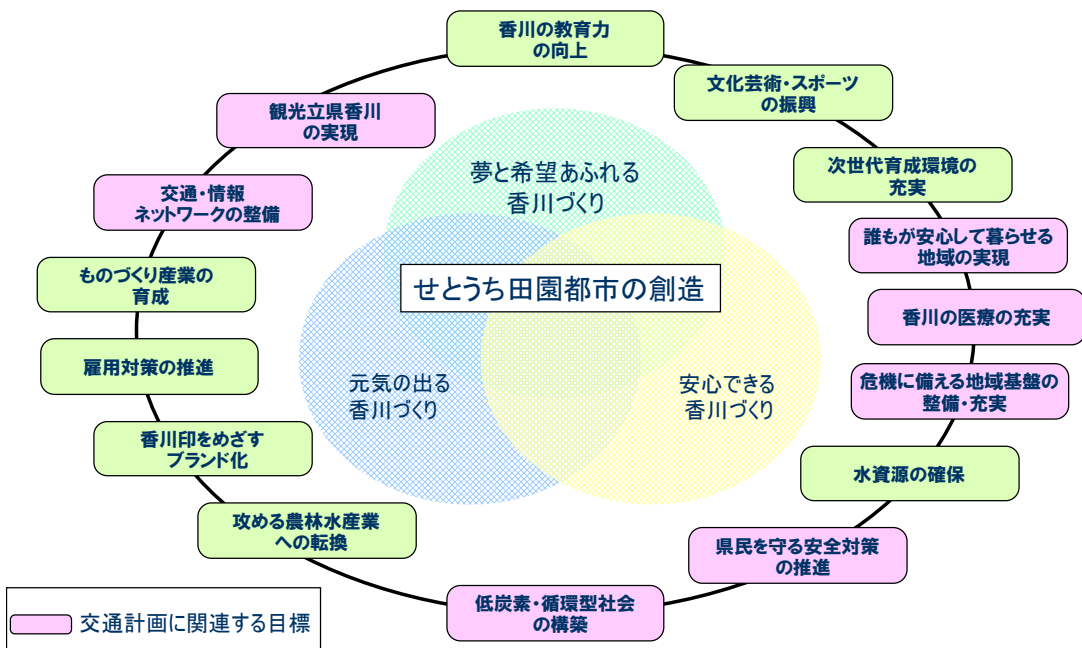 香川の教育力
の向上
文化芸術・スポーツ
の振興
次世代育成環境の
充実
誰もが安心して暮らせる
地域の実現
香川の医療の充実
危機に備える地域基盤の
整備・充実
水資源の確保
県民を守る安全対策
の推進
低炭素・循環型社会
の構築
攻める農林水産業
への転換
香川印をめざす
ブランド化
雇用対策の推進
ものづくり産業の
育成
交通・情報
ネットワークの整備
観光立県香川
の実現
夢と希望あふれる
香川づくり
せとうち田園都市の創造
元気の出る
香川づくり
安心できる
香川づくり
交通計画に関連する目標